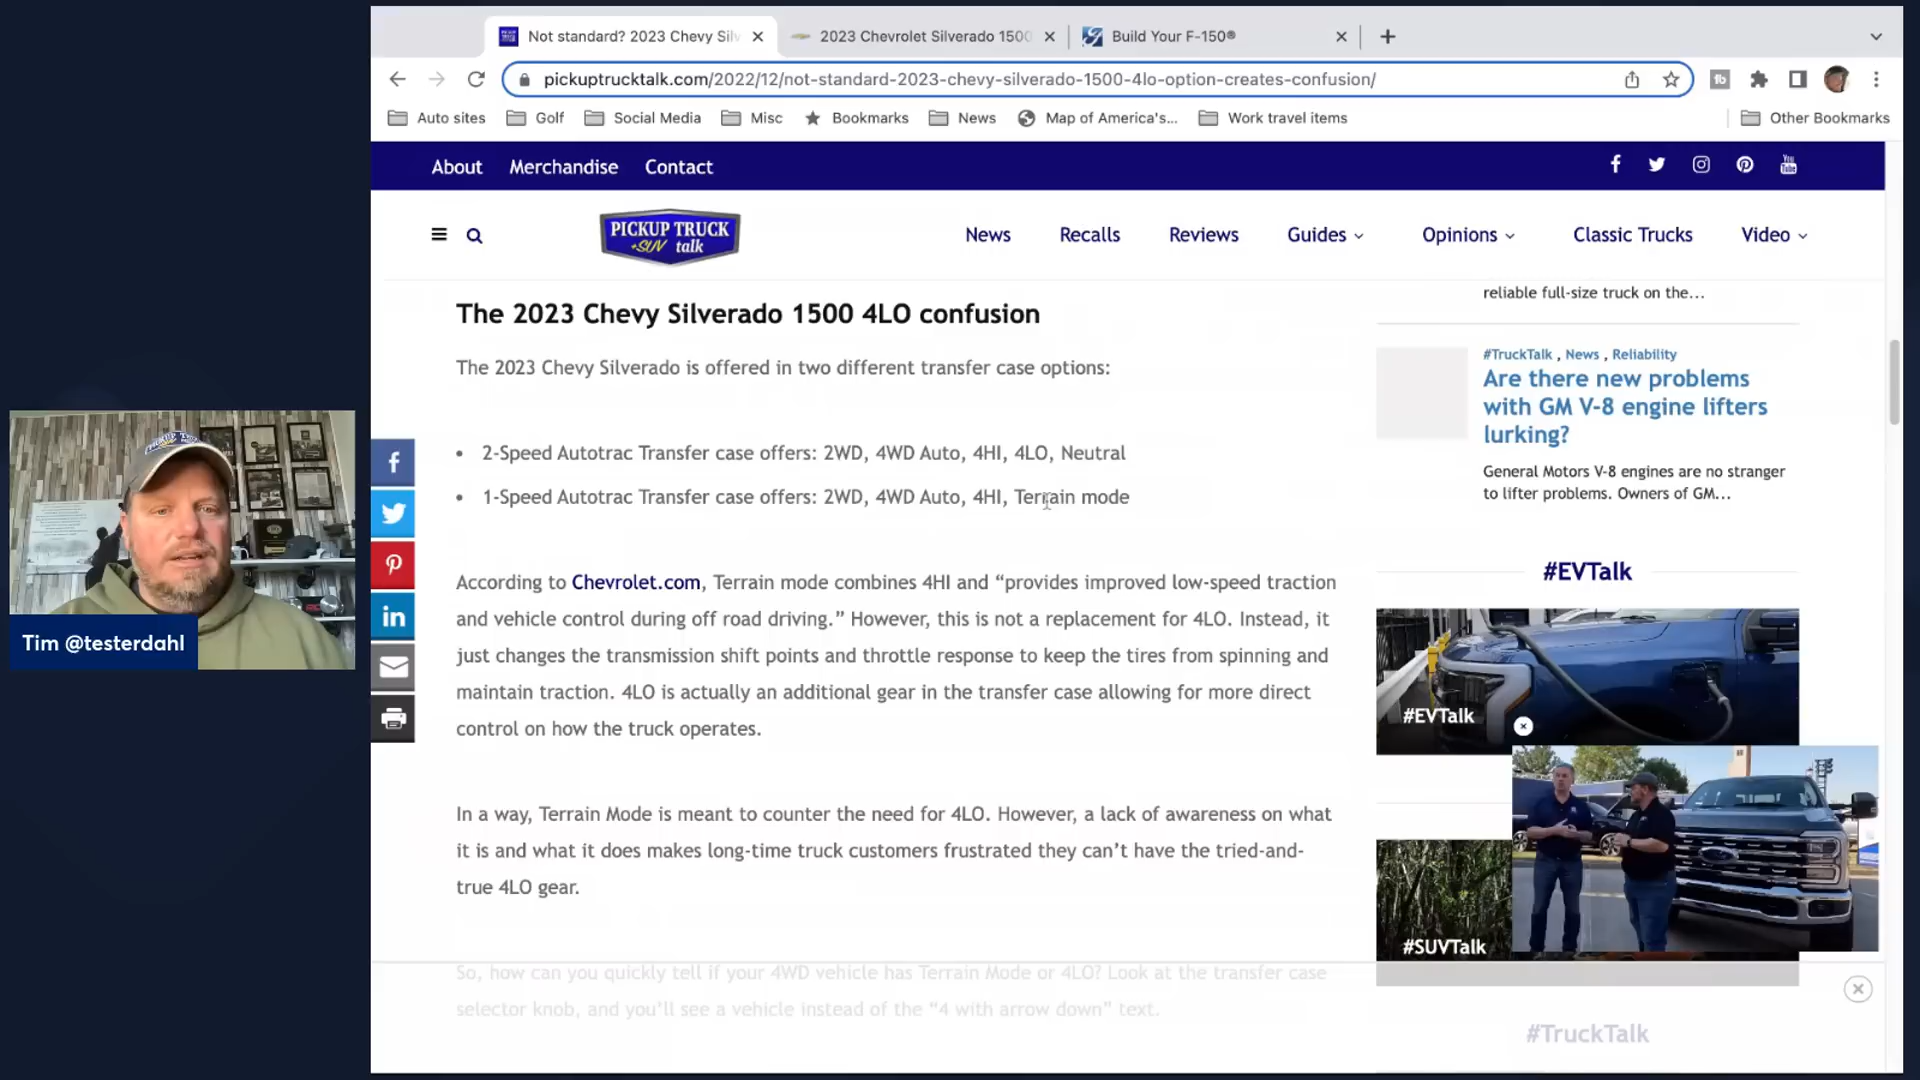 Not standard? 2023 Chevy Silv
2023 Chevrolet Silverado 1500
Build Your F-150®
pickuptrucktalk.com/2022/12/not-standard-2023-chevy-silverado-1500-4lo-option-creates-confusion/
Auto sites
Golf
Social Media
Misc
Bookmarks
News
Map of America's...
Work travel items
Other Bookmarks
About
Merchandise
Contact
PICKUP TRUCK
+SUV talk
News
Recalls
Reviews
Guides
Opinions
Classic Trucks
Video
The 2023 Chevy Silverado 1500 4LO confusion
The 2023 Chevy Silverado is offered in two different transfer case options:
• 2-Speed Autotrac Transfer case offers: 2WD, 4WD Auto, 4HI, 4LO, Neutral
• 1-Speed Autotrac Transfer case offers: 2WD, 4WD Auto, 4HI, Terrain mode
According to Chevrolet.com, Terrain mode combines 4HI and “provides improved low-speed traction
and vehicle control during off road driving.” However, this is not a replacement for 4LO. Instead, it
just changes the transmission shift points and throttle response to keep the tires from spinning and
maintain traction. 4LO is actually an additional gear in the transfer case allowing for more direct
control on how the truck operates.
In a way, Terrain Mode is meant to counter the need for 4LO. However, a lack of awareness on what
it is and what it does makes long-time truck customers frustrated they can’t have the tried-and-
true 4LO gear.
So, how can you quickly tell if your 4WD vehicle has Terrain Mode or 4LO? Look at the transfer case
selector knob, and you’ll see a vehicle instead of the “4 with arrow down” text.
reliable full-size truck on the...
#TruckTalk , News , Reliability
Are there new problems
with GM V-8 engine lifters
lurking?
General Motors V-8 engines are no stranger
to lifter problems. Owners of GM...
#EVTalk
#EVTalk
#SUVTalk
#TruckTalk
Tim @testerdahl